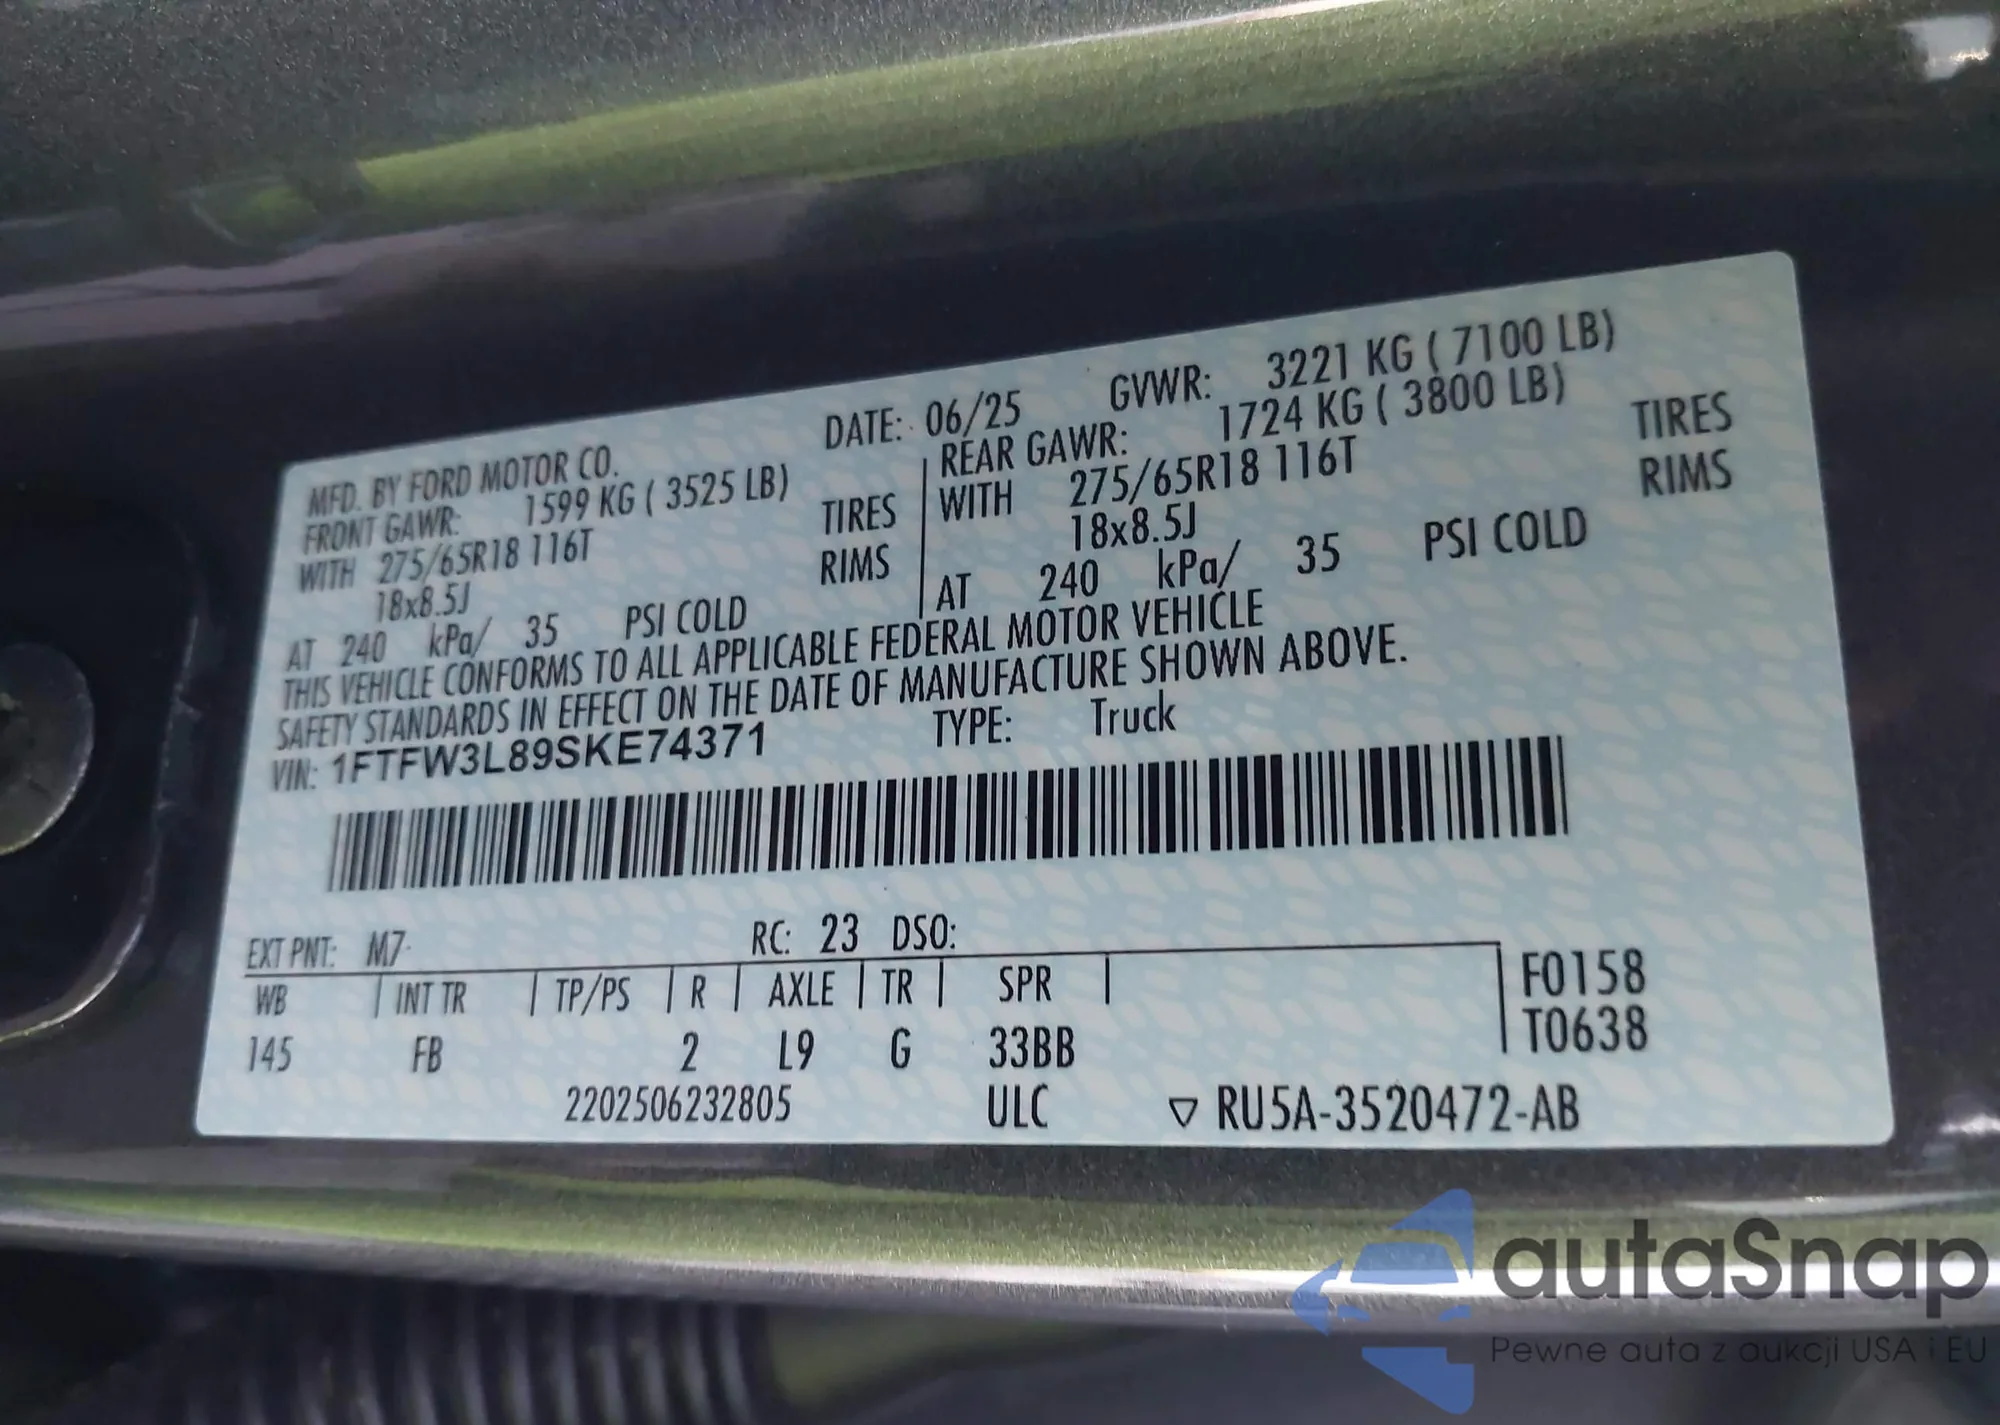 MFD. BY FORD MOTOR CO. DATE: 06/25 GVWR: 3221 KG ( 7100 LB)
FRONT GAWR: 1599 KG ( 3525 LB) REAR GAWR: 1724 KG ( 3800 LB)
WITH 275/65R18 116T TIRES WITH 275/65R18 116T TIRES
18x8.5J RIMS 18x8.5J RIMS
AT 240 kPa/ 35 PSI COLD AT 240 kPa/ 35 PSI COLD
THIS VEHICLE CONFORMS TO ALL APPLICABLE FEDERAL MOTOR VEHICLE
SAFETY STANDARDS IN EFFECT ON THE DATE OF MANUFACTURE SHOWN ABOVE.
VIN: 1FTFW3L89SKE74371 TYPE: Truck
EXT PNT: M7 RC: 23 DSO:
WB INT TR TP/PS R AXLE TR SPR F0158
145 FB 2 L9 G 33BB T0638
2202506232805 ULC ▽ RU5A-3520472-AB
autaSnap
Pewne auta z aukcji USA i EU